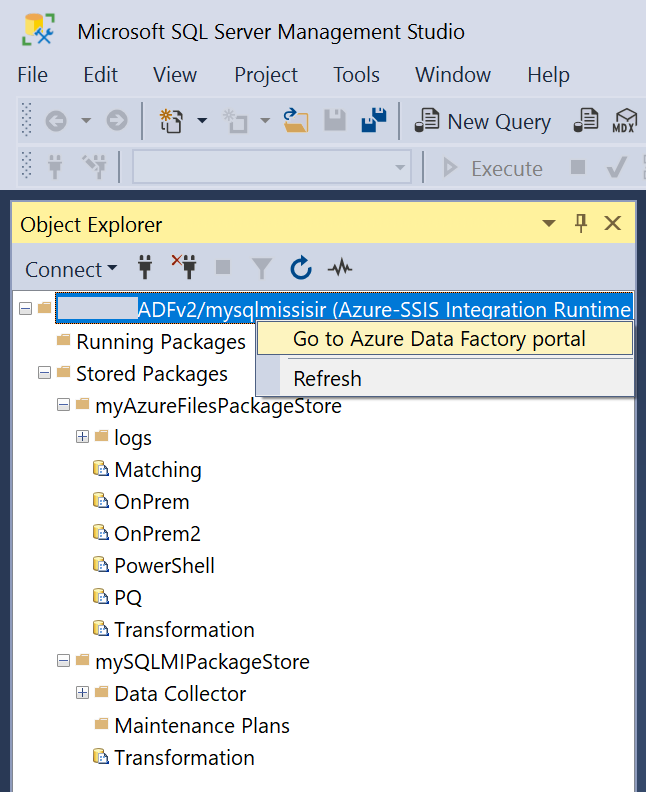 Microsoft SQL Server Management Studio
File Edit View Project Tools Window Help
New Query MDX
Execute
Object Explorer
Connect
ADFv2/mysqlmissisir (Azure-SSIS Integration Runtime
Running Packages
Go to Azure Data Factory portal
Stored Packages
Refresh
myAzureFilesPackageStore
logs
Matching
OnPrem
OnPrem2
PowerShell
PQ
Transformation
mySQLMIPackageStore
Data Collector
Maintenance Plans
Transformation